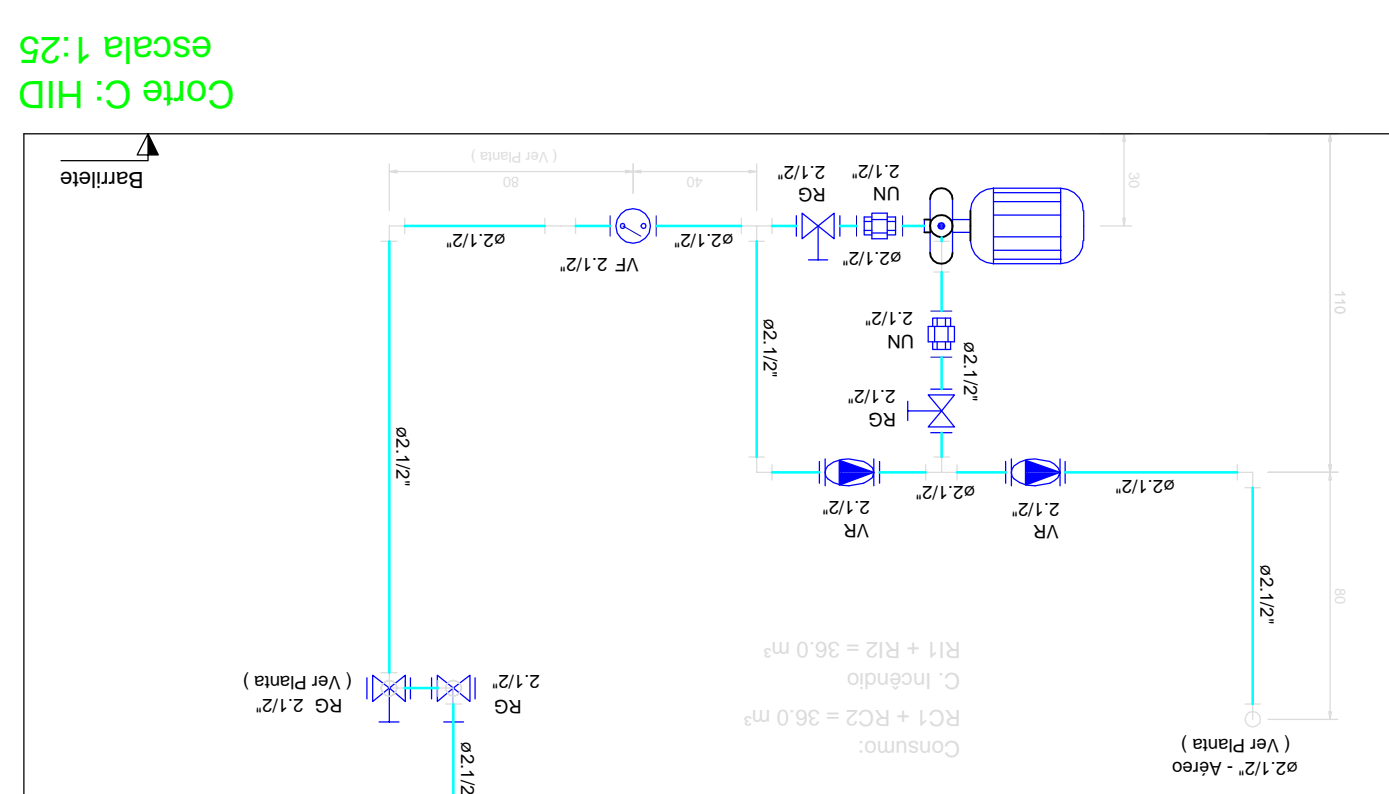 ø2.1/2" - Aéreo
( Ver Planta )
Consumo:
RC1 + RC2 = 36.0 m³
C. Incêndio
RI1 + RI2 = 36.0 m³
ø2.1/2
RG
2.1/2"
RG 2.1/2"
( Ver Planta )
80
ø2.1/2"
VR
2.1/2"
VR
2.1/2"
ø2.1/2"
ø2.1/2"
ø2.1/2"
RG
2.1/2"
ø2.1/2"
UN
2.1/2"
ø2.1/2"
110
ø2.1/2"
VF 2.1/2"
ø2.1/2"
ø2.1/2"
30
UN
2.1/2"
RG
2.1/2"
40
80
( Ver Planta )
Barrilete
Corte C: HID
escala 1:25